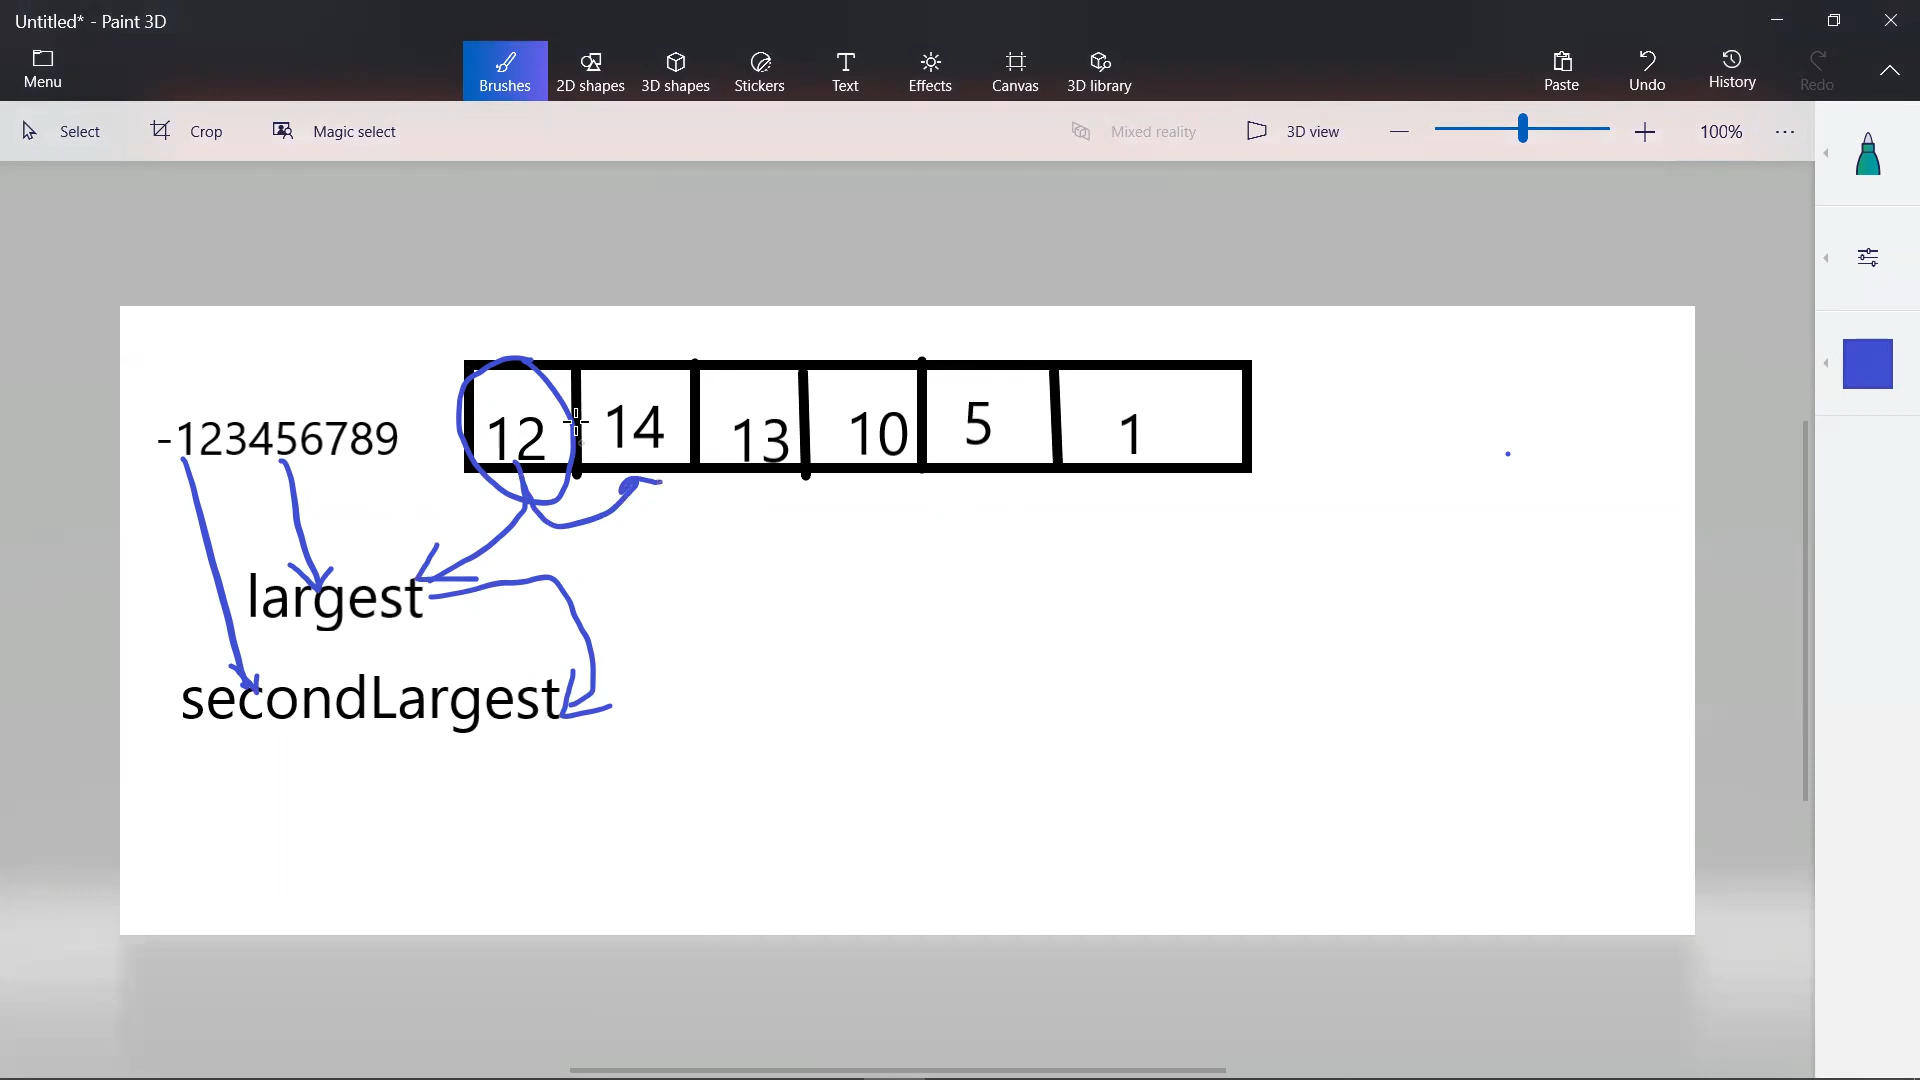 Untitled* - Paint 3D
Menu
Brushes
2D shapes
3D shapes
Stickers
Text
Effects
Canvas
3D library
Paste
Undo
History
Redo
Select
Crop
Magic select
Mixed reality
3D view
100%
12 14 13 10 5 1
-123456789
largest
secondLargest